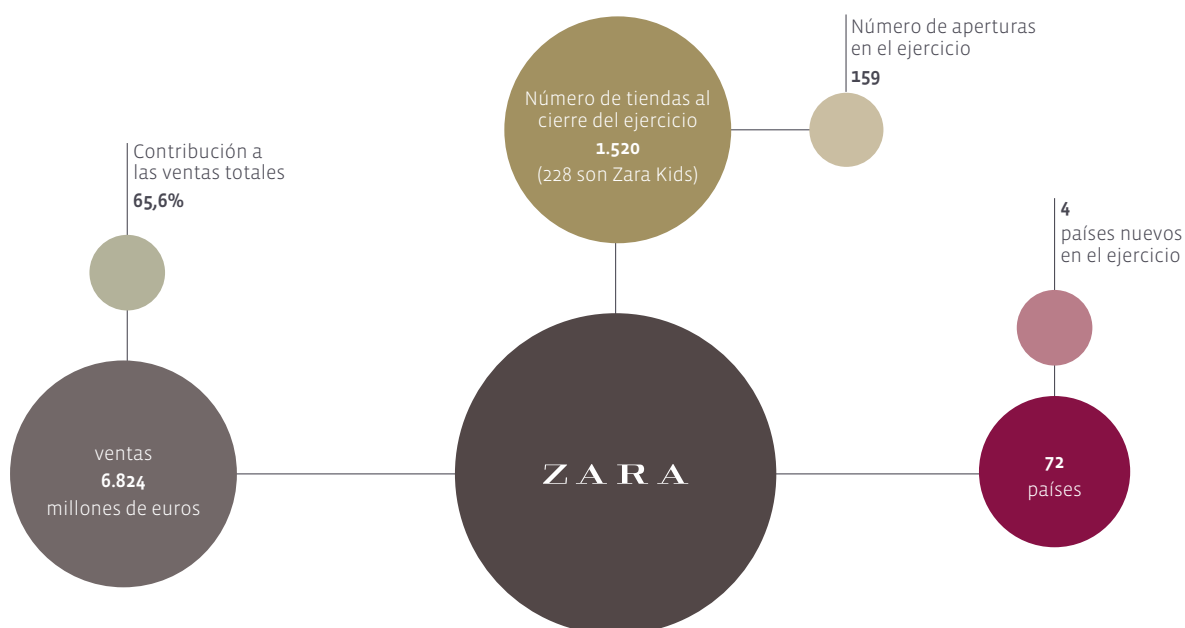 Número de aperturas
en el ejercicio
159
Número de tiendas al
cierre del ejercicio
1.520
(228 son Zara Kids)
Contribución a
las ventas totales
65,6%
4
países nuevos
en el ejercicio
ventas
6.824
millones de euros
ZARA
72
países